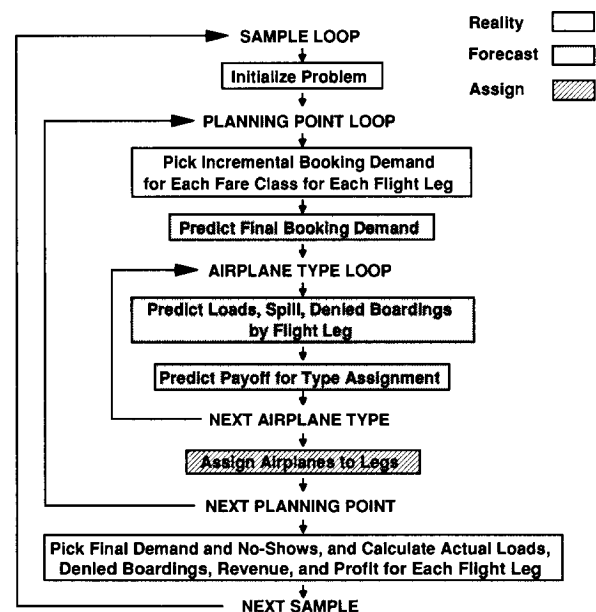 SAMPLE LOOP
Initialize Problem
PLANNING POINT LOOP
Pick Incremental Booking Demand
for Each Fare Class for Each Flight Leg
Predict Final Booking Demand
AIRPLANE TYPE LOOP
Predict Loads, Spill, Denied Boardings
by Flight Leg
Predict Payoff for Type Assignment
NEXT AIRPLANE TYPE
Assign Airplanes to Legs
NEXT PLANNING POINT
Pick Final Demand and No-Shows, and Calculate Actual Loads,
Denied Boardings, Revenue, and Profit for Each Flight Leg
NEXT SAMPLE
Reality
Forecast
Assign